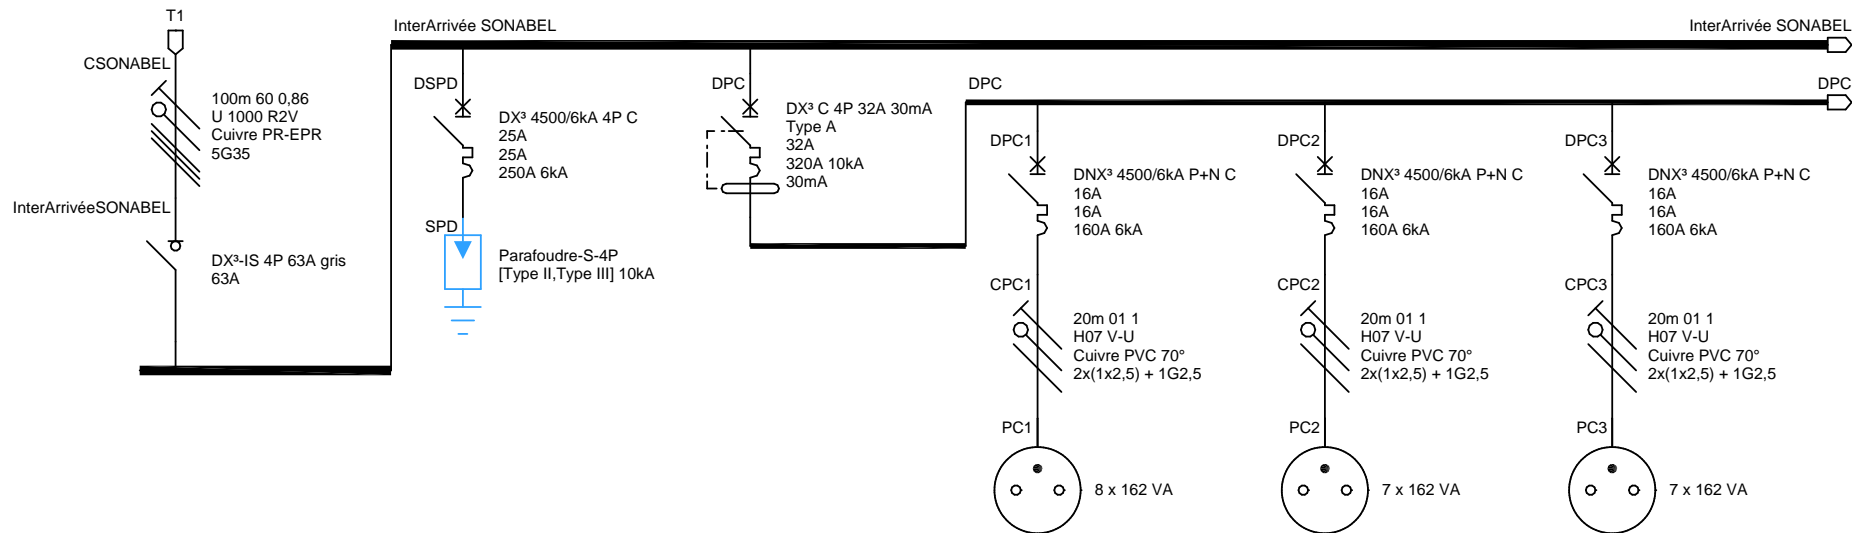 T1
CSONABEL
100m 60 0,86
U 1000 R2V
Cuivre PR-EPR
5G35
InterArrivéeSONABEL
DX³-IS 4P 63A gris
63A
InterArrivée SONABEL
InterArrivée SONABEL
DSPD
DX³ 4500/6kA 4P C
25A
25A
250A 6kA
SPD
Parafoudre-S-4P
[Type II,Type III] 10kA
DPC
DX³ C 4P 32A 30mA
Type A
32A
320A 10kA
30mA
DPC
DPC
DPC1
DNX³ 4500/6kA P+N C
16A
16A
160A 6kA
CPC1
20m 01 1
H07 V-U
Cuivre PVC 70°
2x(1x2,5) + 1G2,5
PC1
8 x 162 VA
DPC2
DNX³ 4500/6kA P+N C
16A
16A
160A 6kA
CPC2
20m 01 1
H07 V-U
Cuivre PVC 70°
2x(1x2,5) + 1G2,5
PC2
7 x 162 VA
DPC3
DNX³ 4500/6kA P+N C
16A
16A
160A 6kA
CPC3
20m 01 1
H07 V-U
Cuivre PVC 70°
2x(1x2,5) + 1G2,5
PC3
7 x 162 VA